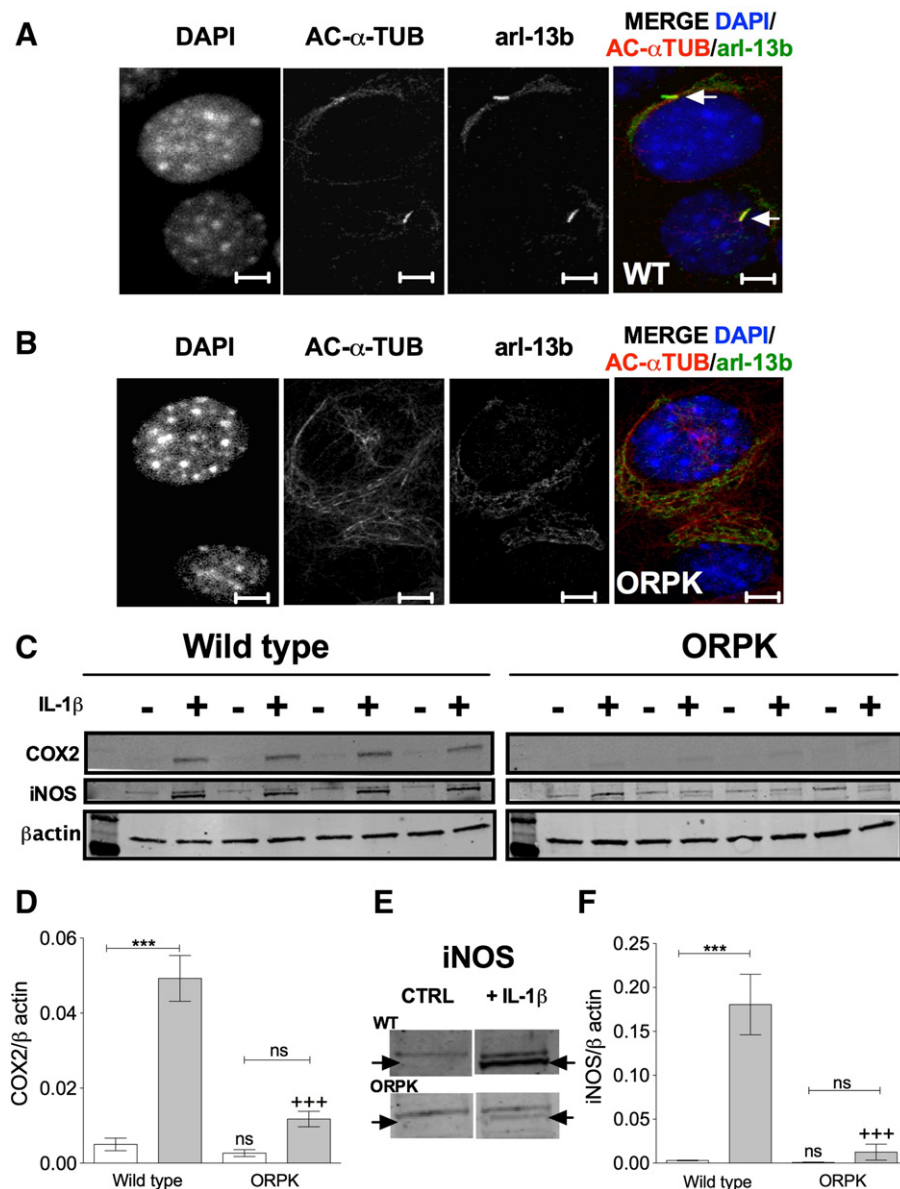 A
DAPI
AC-α-TUB
arl-13b
MERGE DAPI/
AC-αTUB/arl-13b
WT
B
DAPI
AC-α-TUB
arl-13b
MERGE DAPI/
AC-αTUB/arl-13b
ORPK
C
Wild type
ORPK
IL-1β - + - + - + - + - + - + - + - +
COX2
iNOS
βactin
D
COX2/β actin
0.06
0.04
0.02
0.00
***
ns
ns
+++
Wild type
ORPK
E
iNOS
CTRL
+ IL-1β
WT
ORPK
F
iNOS/β actin
0.25
0.20
0.15
0.10
0.05
0.00
***
ns
ns
+++
Wild type
ORPK